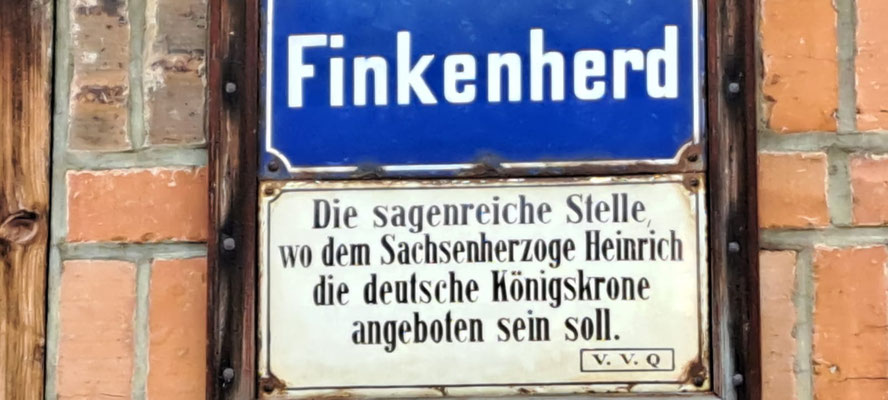 Finkenherd
Die sagenreiche Stelle,
wo dem Sachsenherzoge Heinrich
die deutsche Königskrone
angeboten sein soll.
V. V. Q